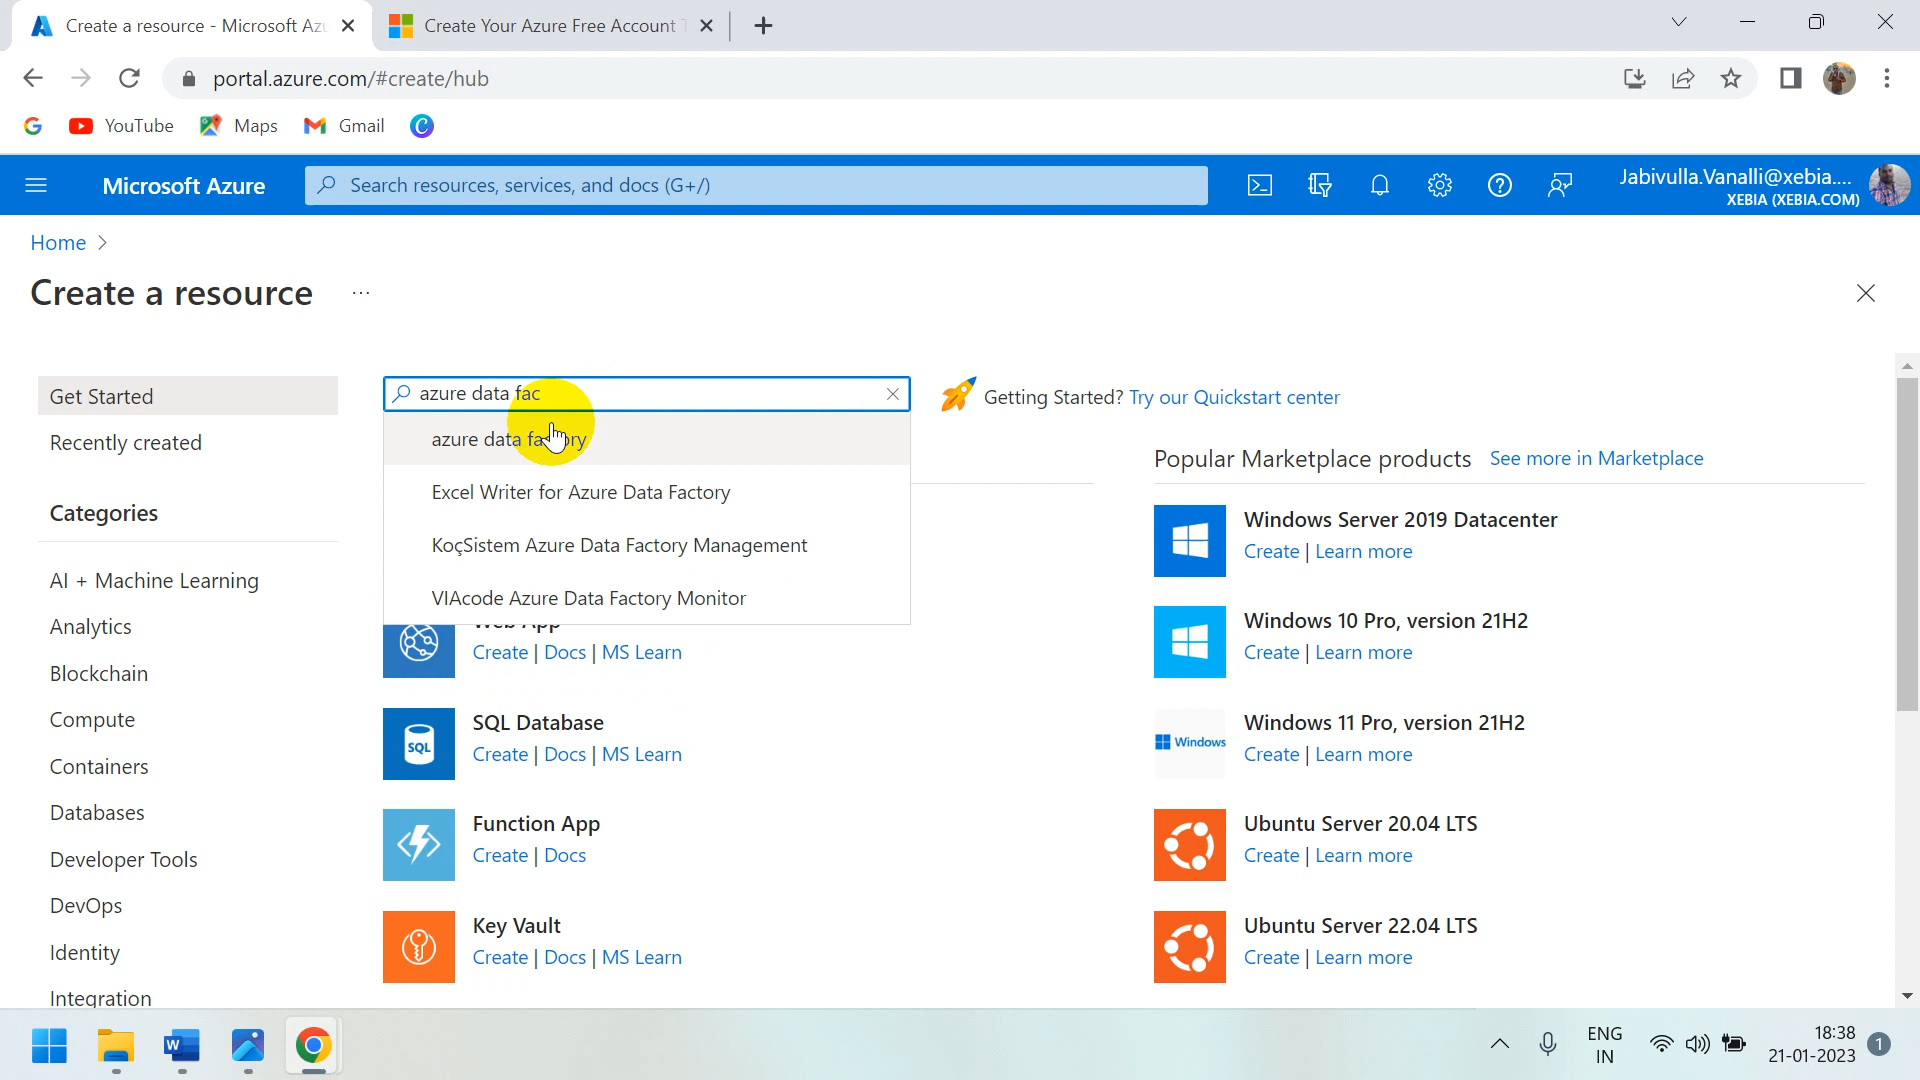 Create a resource - Microsoft Az
Create Your Azure Free Account T
portal.azure.com/#create/hub
YouTube
Maps
Gmail
Microsoft Azure
Search resources, services, and docs (G+/)
Jabivulla.Vanalli@xebia....
XEBIA (XEBIA.COM)
Home >
Create a resource ...
Get Started
Recently created
Categories
AI + Machine Learning
Analytics
Blockchain
Compute
Containers
Databases
Developer Tools
DevOps
Identity
Integration
azure data fac
azure data factory
Excel Writer for Azure Data Factory
KoçSistem Azure Data Factory Management
VIAcode Azure Data Factory Monitor
Getting Started? Try our Quickstart center
Web App
Create | Docs | MS Learn
SQL
SQL Database
Create | Docs | MS Learn
Function App
Create | Docs
Key Vault
Create | Docs | MS Learn
Popular Marketplace products See more in Marketplace
Windows Server 2019 Datacenter
Create | Learn more
Windows 10 Pro, version 21H2
Create | Learn more
Windows
Windows 11 Pro, version 21H2
Create | Learn more
Ubuntu Server 20.04 LTS
Create | Learn more
Ubuntu Server 22.04 LTS
Create | Learn more
W
ENG
IN
18:38
21-01-2023
1